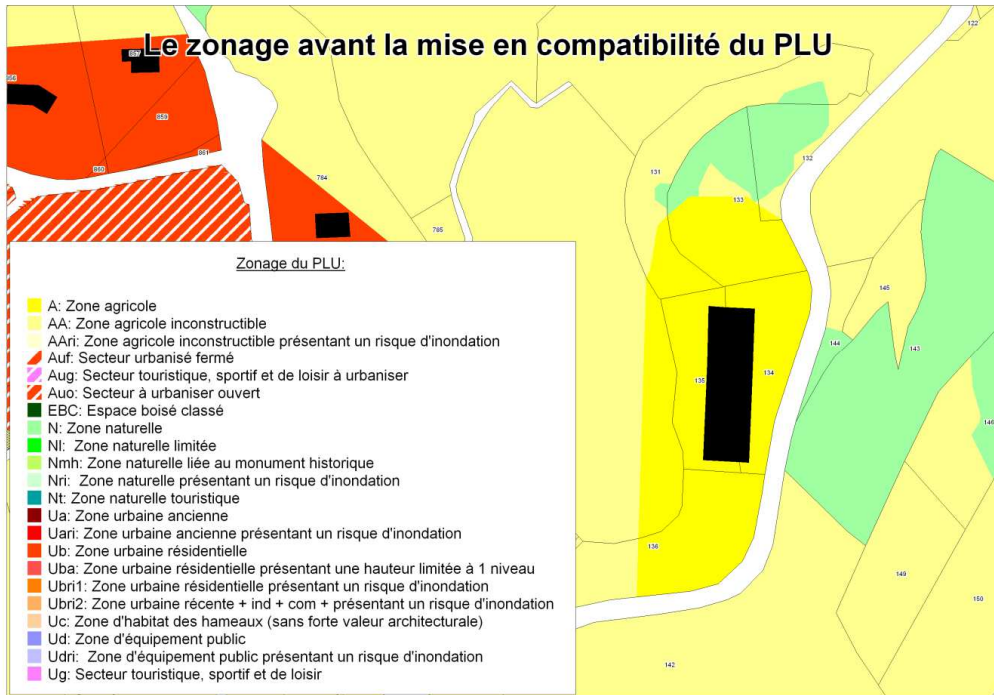 Le zonage avant la mise en compatibilité du PLU
122
857
856
859
861
860
784
785
131
132
133
145
144
143
135
134
146
136
149
150
142
Zonage du PLU:
A: Zone agricole
AA: Zone agricole inconstructible
AAri: Zone agricole inconstructible présentant un risque d'inondation
Auf: Secteur urbanisé fermé
Aug: Secteur touristique, sportif et de loisir à urbaniser
Auo: Secteur à urbaniser ouvert
EBC: Espace boisé classé
N: Zone naturelle
Nl: Zone naturelle limitée
Nmh: Zone naturelle liée au monument historique
Nri: Zone naturelle présentant un risque d'inondation
Nt: Zone naturelle touristique
Ua: Zone urbaine ancienne
Uari: Zone urbaine ancienne présentant un risque d'inondation
Ub: Zone urbaine résidentielle
Uba: Zone urbaine résidentielle présentant une hauteur limitée à 1 niveau
Ubri1: Zone urbaine résidentielle présentant un risque d'inondation
Ubri2: Zone urbaine récente + ind + com + présentant un risque d'inondation
Uc: Zone d'habitat des hameaux (sans forte valeur architecturale)
Ud: Zone d'équipement public
Udri: Zone d'équipement public présentant un risque d'inondation
Ug: Secteur touristique, sportif et de loisir